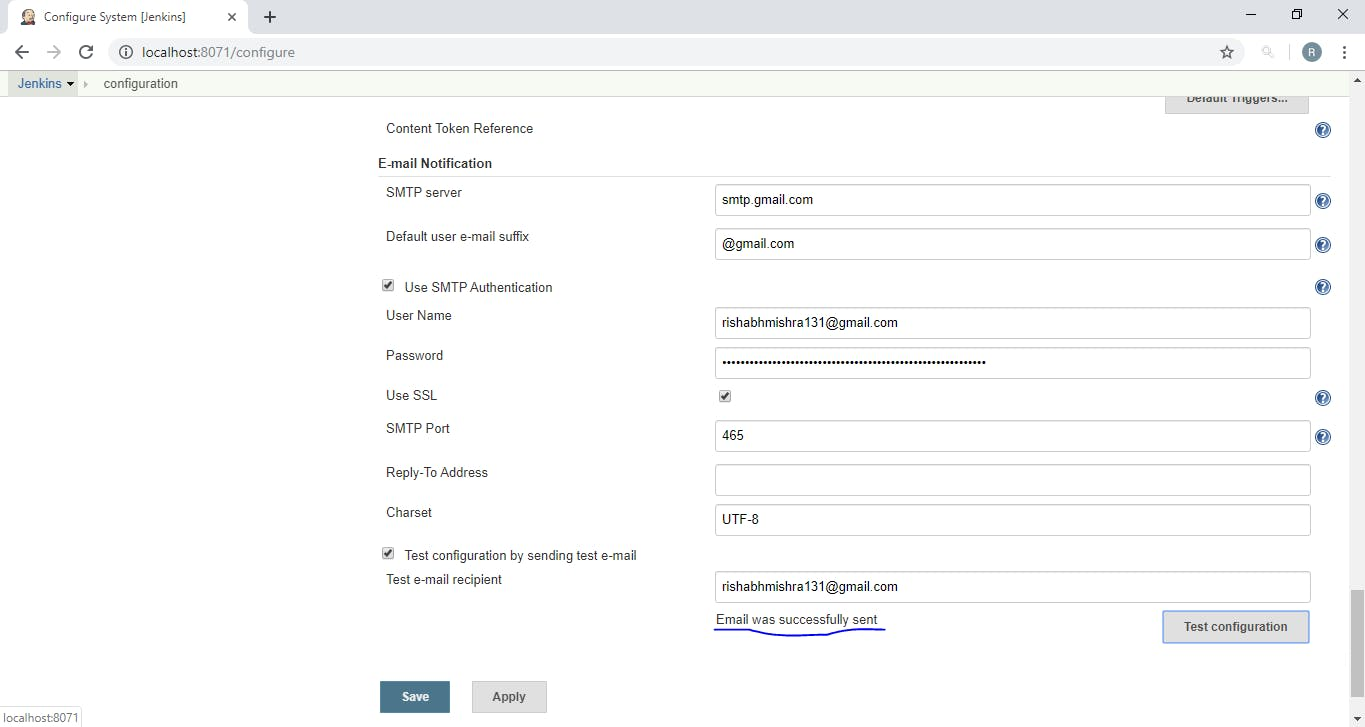 Configure System [Jenkins]
localhost:8071/configure
R
Jenkins
configuration
Default Triggers...
Content Token Reference
E-mail Notification
SMTP server
smtp.gmail.com
Default user e-mail suffix
@gmail.com
Use SMTP Authentication
User Name
rishabhmishra131@gmail.com
Password
Use SSL
SMTP Port
465
Reply-To Address
Charset
UTF-8
Test configuration by sending test e-mail
Test e-mail recipient
rishabhmishra131@gmail.com
Email was successfully sent
Test configuration
Save
Apply
localhost:8071